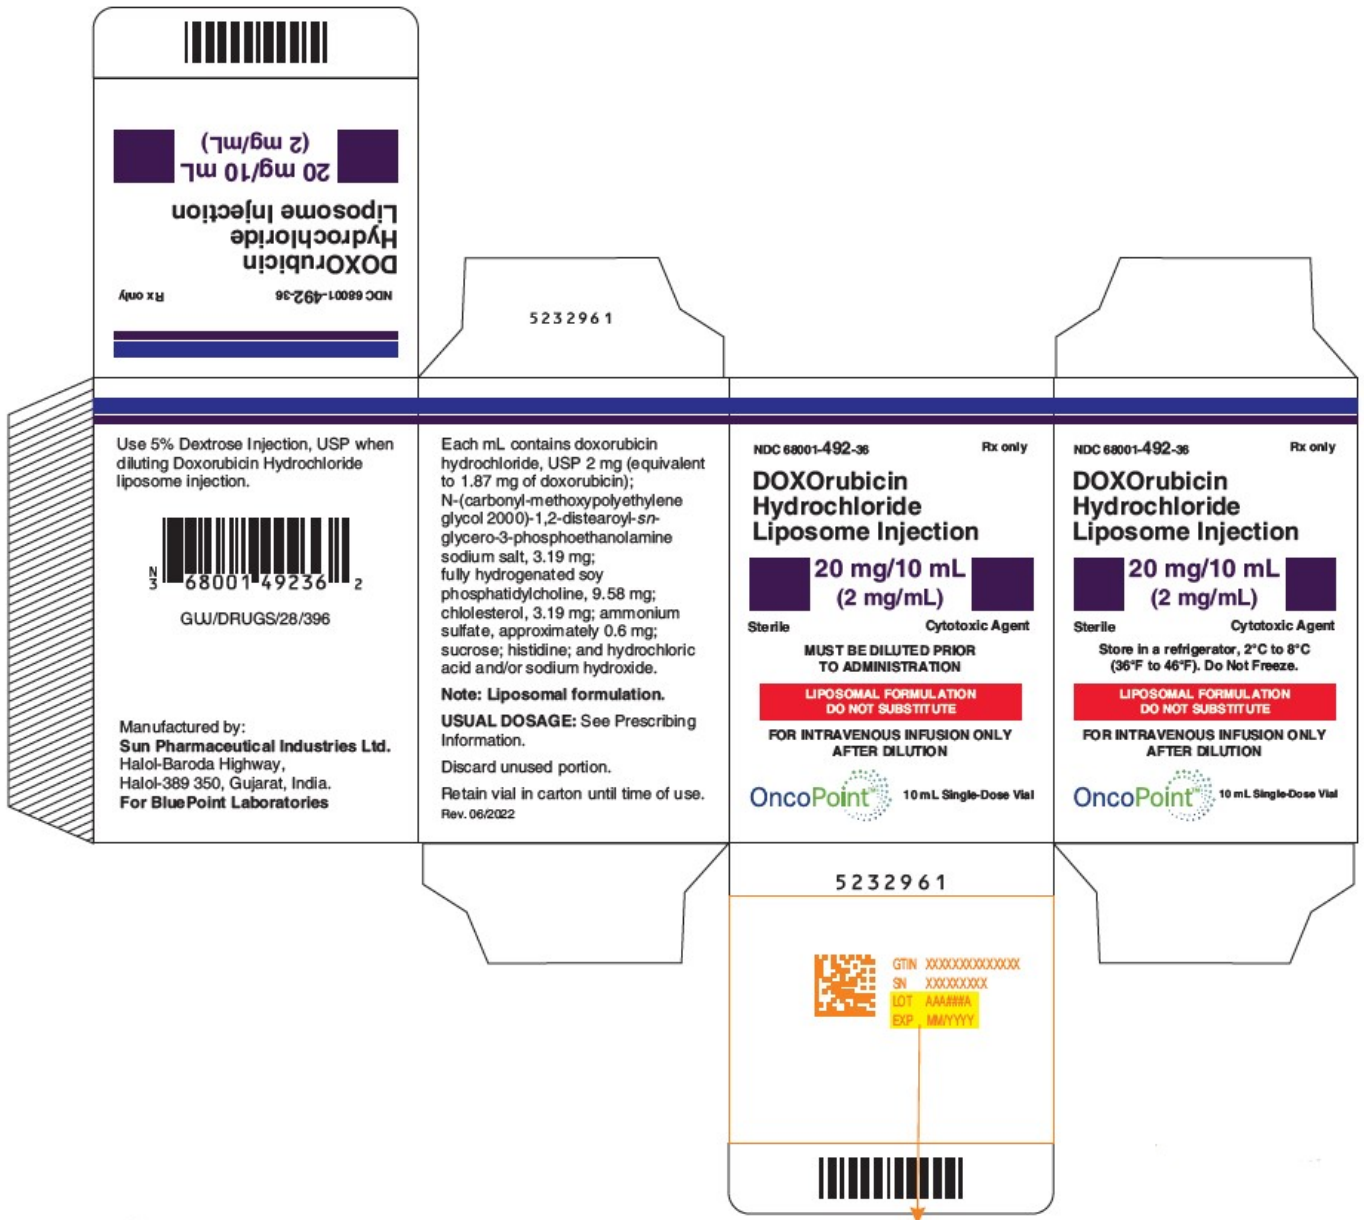 20 mg/10 mL
(2 mg/mL)
DOXOrubicin
Hydrochloride
Liposome Injection
NDC 68001-492-36 Rx only
5232961
Use 5% Dextrose Injection, USP when
diluting Doxorubicin Hydrochloride
liposome injection.
N
3 68001 49236 2
GUJ/DRUGS/28/396
Manufactured by:
Sun Pharmaceutical Industries Ltd.
Halol-Baroda Highway,
Halol-389 350, Gujarat, India.
For BluePoint Laboratories
Each mL contains doxorubicin
hydrochloride, USP 2 mg (equivalent
to 1.87 mg of doxorubicin);
N-(carbonyl-methoxypolyethylene
glycol 2000)-1,2-distearoyl-sn-
glycero-3-phosphoethanolamine
sodium salt, 3.19 mg;
fully hydrogenated soy
phosphatidylcholine, 9.58 mg;
chlolesterol, 3.19 mg; ammonium
sulfate, approximately 0.6 mg;
sucrose; histidine; and hydrochloric
acid and/or sodium hydroxide.
Note: Liposomal formulation.
USUAL DOSAGE: See Prescribing
Information.
Discard unused portion.
Retain vial in carton until time of use.
Rev. 06/2022
NDC 68001-492-36 Rx only
DOXOrubicin
Hydrochloride
Liposome Injection
20 mg/10 mL
(2 mg/mL)
Sterile Cytotoxic Agent
MUST BE DILUTED PRIOR
TO ADMINISTRATION
LIPOSOMAL FORMULATION
DO NOT SUBSTITUTE
FOR INTRAVENOUS INFUSION ONLY
AFTER DILUTION
OncoPoint™ 10 mL Single-Dose Vial
NDC 68001-492-36 Rx only
DOXOrubicin
Hydrochloride
Liposome Injection
20 mg/10 mL
(2 mg/mL)
Sterile Cytotoxic Agent
Store in a refrigerator, 2°C to 8°C
(36°F to 46°F). Do Not Freeze.
LIPOSOMAL FORMULATION
DO NOT SUBSTITUTE
FOR INTRAVENOUS INFUSION ONLY
AFTER DILUTION
OncoPoint™ 10 mL Single-Dose Vial
5232961
GTIN XXXXXXXXXXXXXX
SN XXXXXXXXX
LOT AAA###A
EXP MM/YYYY